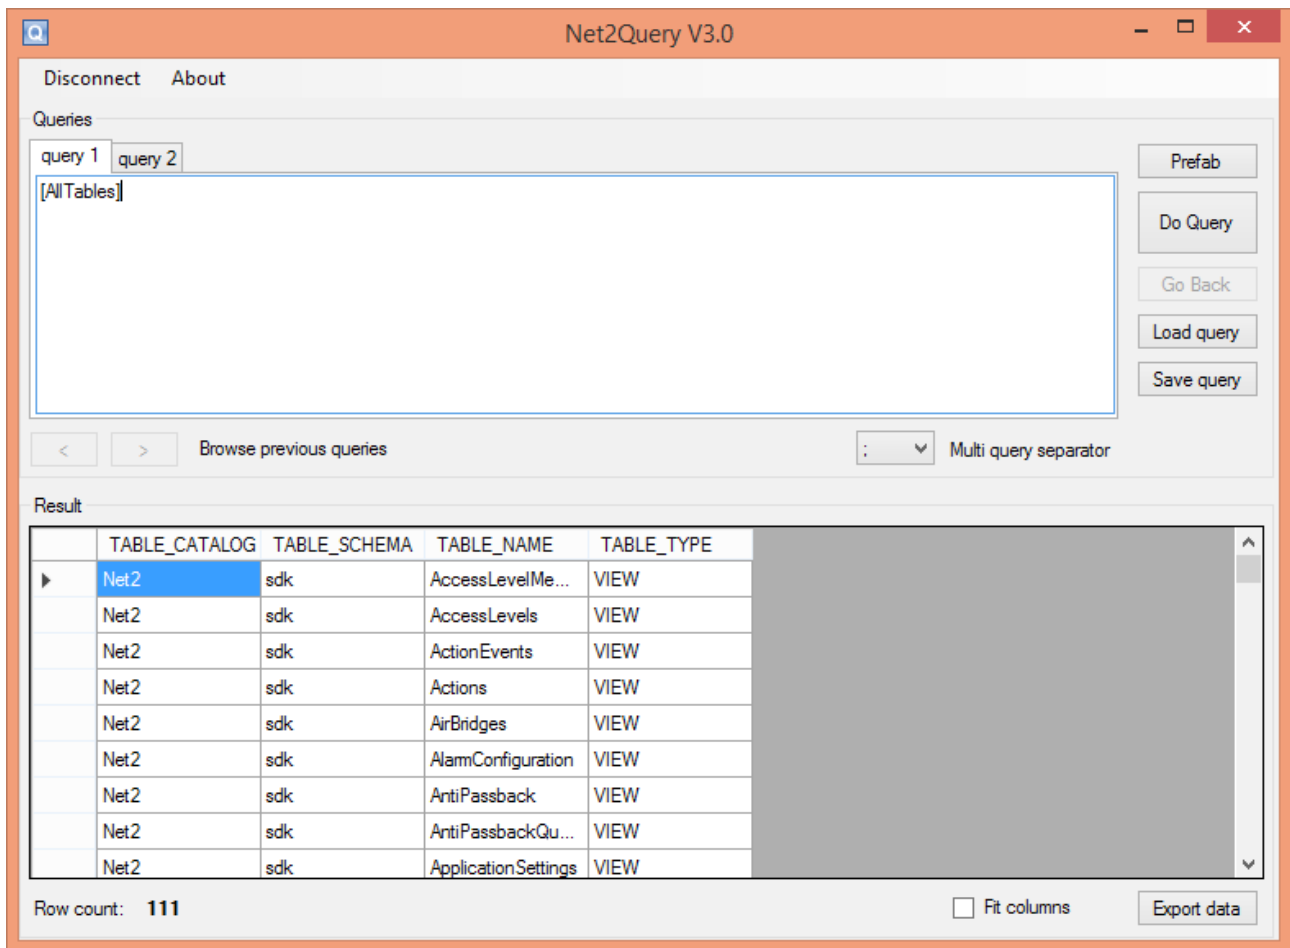 Net2Query V3.0
Disconnect About
Queries
query 1 query 2
Prefab
[AllTables]
Do Query
Go Back
Load query
Save query
< > Browse previous queries ; Multi query separator
Result
TABLE_CATALOG TABLE_SCHEMA TABLE_NAME TABLE_TYPE
Net2 sdk AccessLevelMe... VIEW
Net2 sdk AccessLevels VIEW
Net2 sdk ActionEvents VIEW
Net2 sdk Actions VIEW
Net2 sdk AirBridges VIEW
Net2 sdk AlarmConfiguration VIEW
Net2 sdk AntiPassback VIEW
Net2 sdk AntiPassbackQu... VIEW
Net2 sdk ApplicationSettings VIEW
Row count: 111 Fit columns Export data